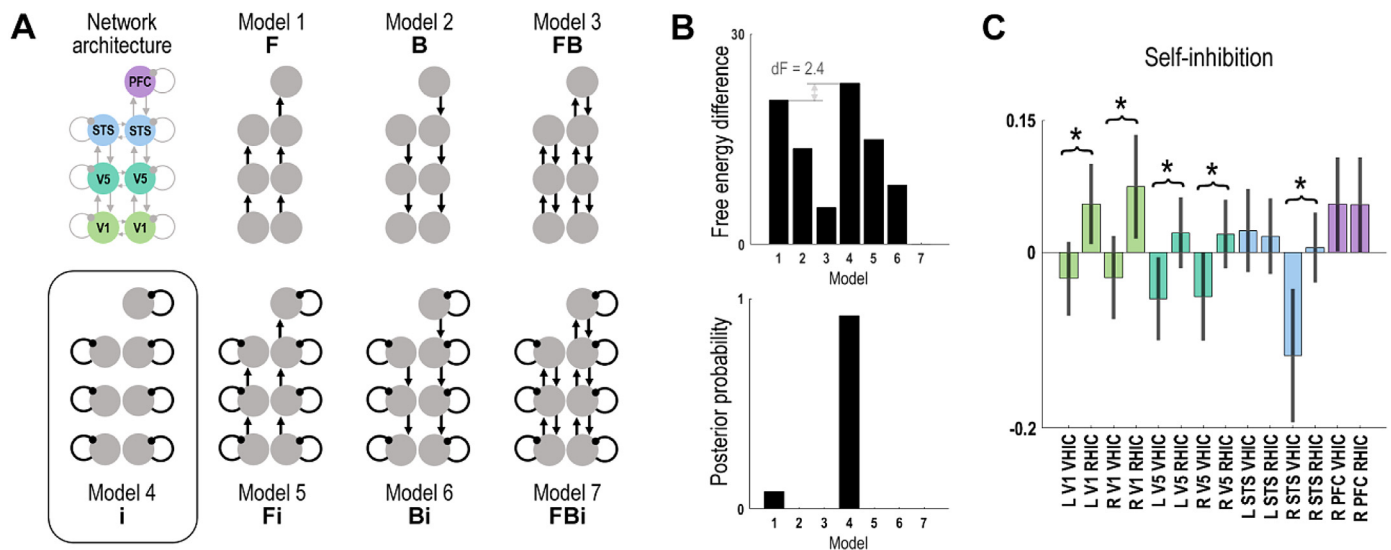 A
Network
architecture
PFC
STS
STS
V5
V5
V1
V1
Model 1
F
Model 2
B
Model 3
FB
Model 4
i
Model 5
Fi
Model 6
Bi
Model 7
FBi
B
Free energy difference
30
0
dF = 2.4
1 2 3 4 5 6 7
Model
Posterior probability
1
0
1 2 3 4 5 6 7
Model
C
Self-inhibition
0.15
0
-0.2
*
*
*
*
*
L V1 VHIC
L V1 RHIC
R V1 VHIC
R V1 RHIC
L V5 VHIC
L V5 RHIC
R V5 VHIC
R V5 RHIC
L STS VHIC
L STS RHIC
R STS VHIC
R STS RHIC
R PFC VHIC
R PFC RHIC